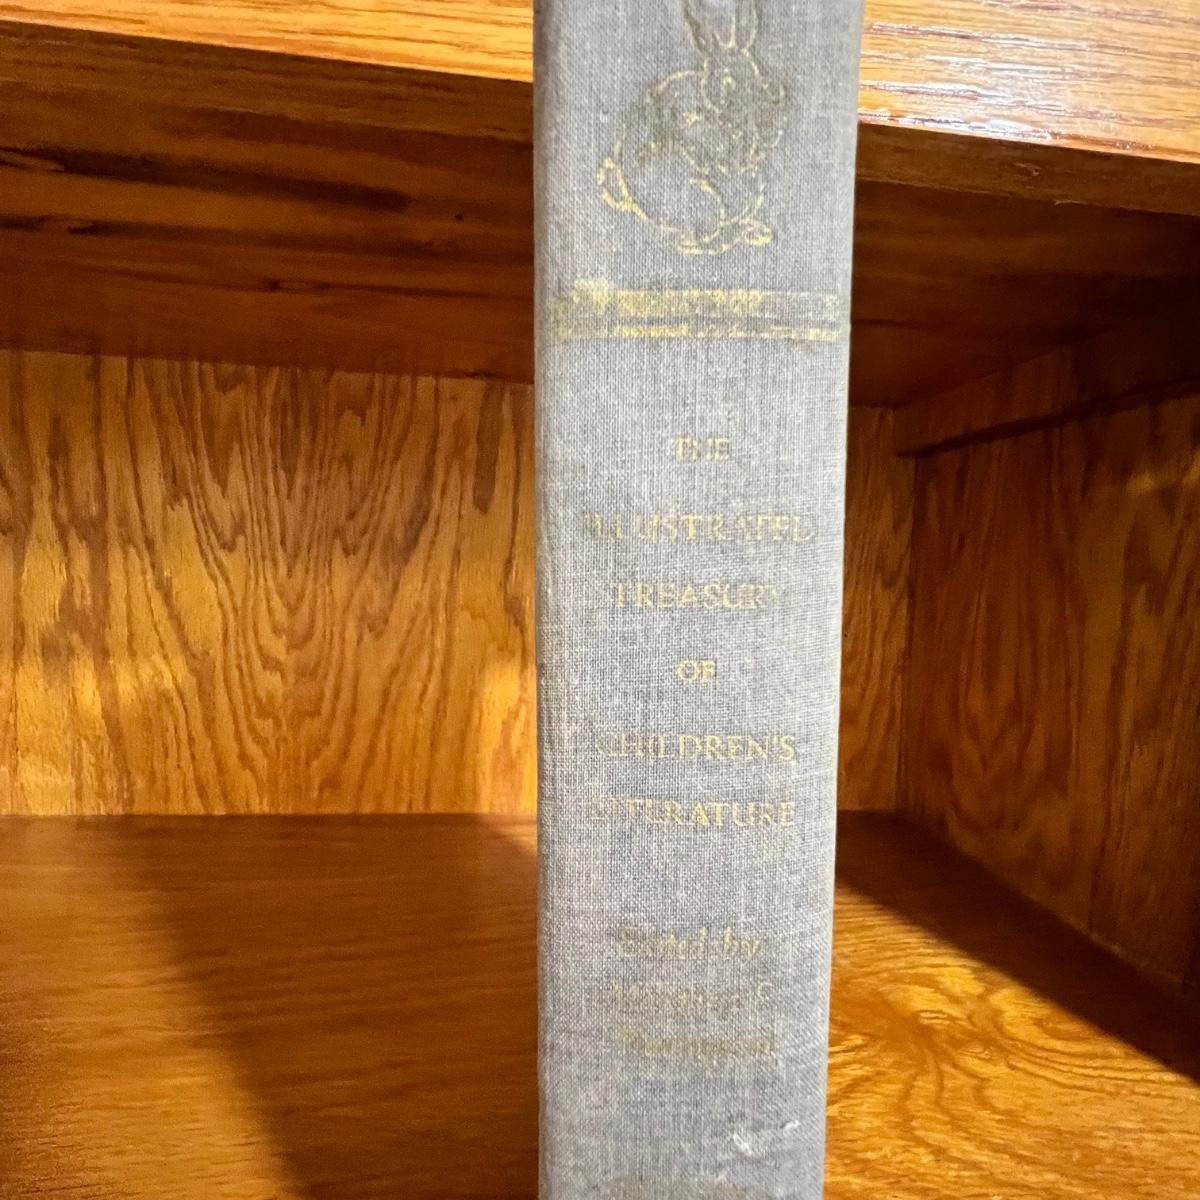 THE
ILLUSTRATED
TREASURY
OF
CHILDREN'S
LITERATURE
Edited by